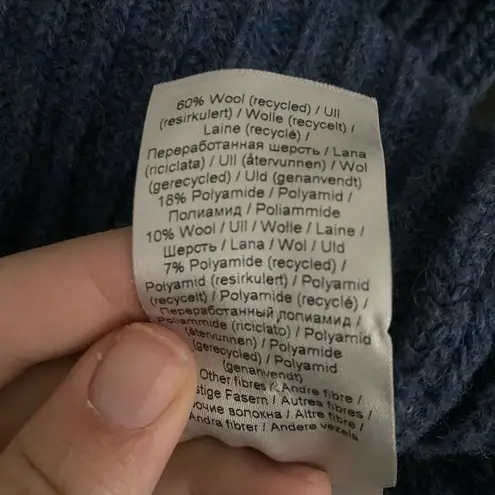 60% Wool (recycled) / Ull
(resirkulert) / Wolle (recycelt) /
Laine (recyclé) /
Переработанная шерсть / Lana
(riciclata) / Ull (återvunnen) / Wol
(gerecycled) / Uld (genanvendt)
18% Polyamide / Polyamid /
Полиамид / Poliammide
10% Wool / Ull / Wolle / Laine /
Шерсть / Lana / Wol / Uld
7% Polyamide (recycled) /
Polyamid (resirkulert) / Polyamid
(recycelt) / Polyamide (recyclé) /
Переработанный полиамид /
Poliammide (riciclato) / Polyamid
(återvunnen) / Polyamide
(gerecycled) / Polyamid
(genanvendt)
Other fibres / Andre fibre /
stige Fasern / Autres fibres /
очие волокна / Altre fibre /
Andra fibrer / Andere vezels